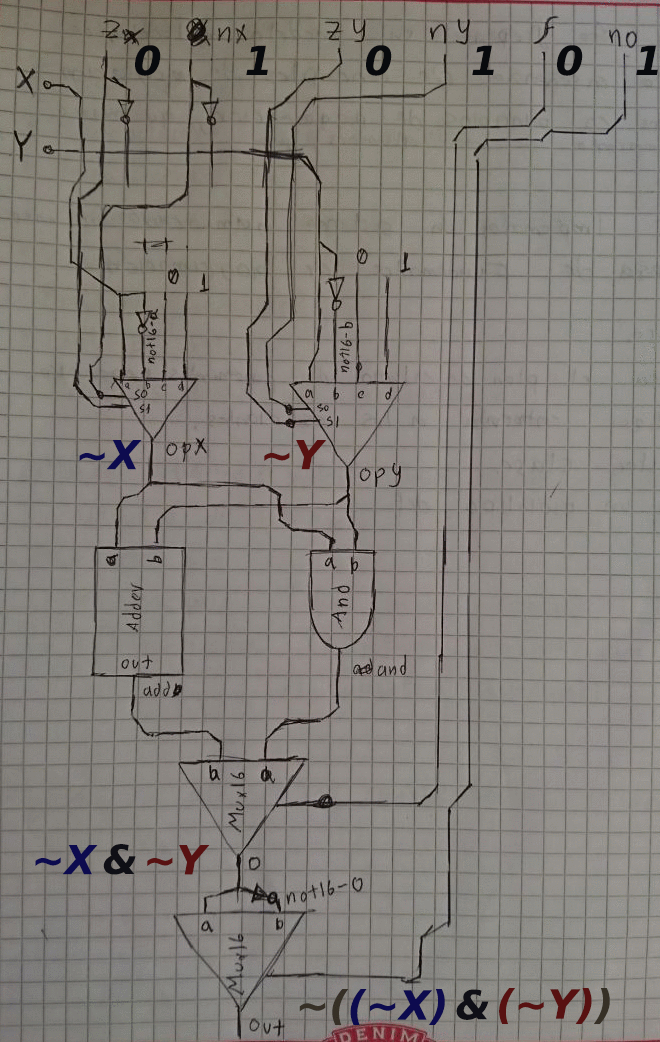 zx nx zy ny f no
0 1 0 1 0 1
X
Y
0 1
0 1
not16-a
not16-b
a b c d
a b c d
S0
S1
S0
S1
~X opX ~Y opy
a b
a b
Adder
And
out
add
and
b a
Mux16
~X & ~Y
O
not16-O
a b
Mux16
~((~X) & (~Y))
out
DENIM